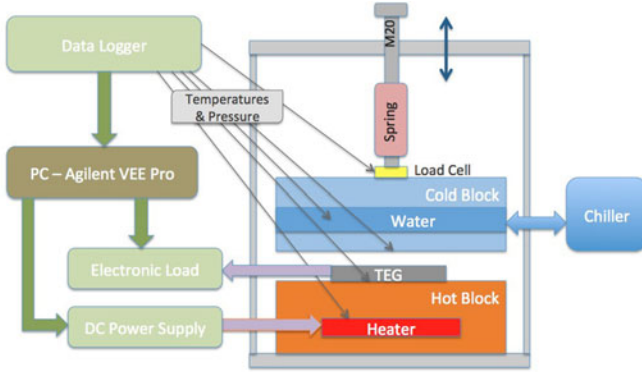 Data Logger
M20
Temperatures
& Pressure
Spring
PC – Agilent VEE Pro
Load Cell
Cold Block
Water
Chiller
Electronic Load
TEG
Hot Block
DC Power Supply
Heater